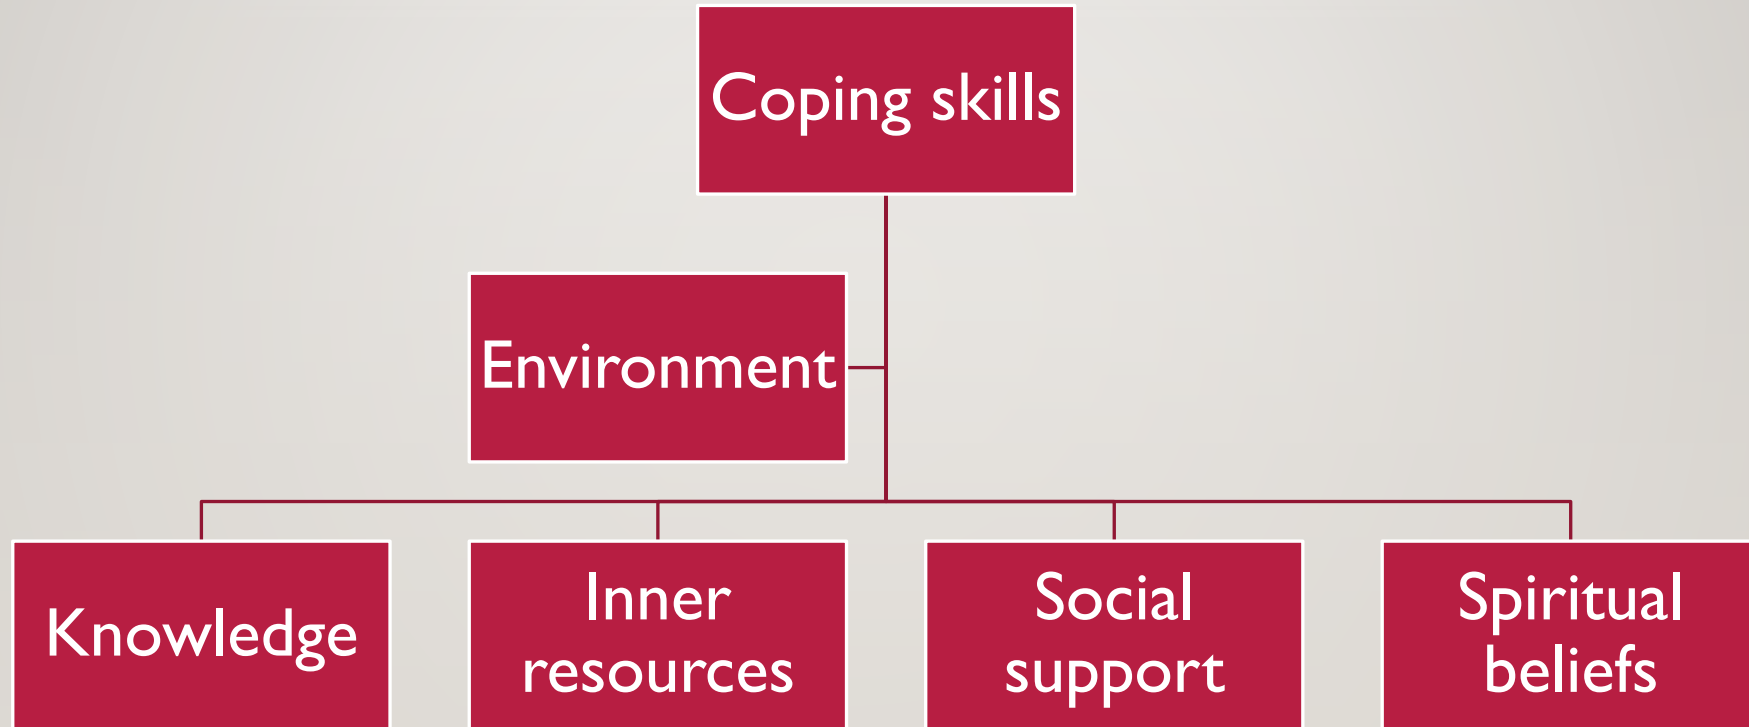 Coping skills
Environment
Knowledge
Inner
resources
Social
support
Spiritual
beliefs